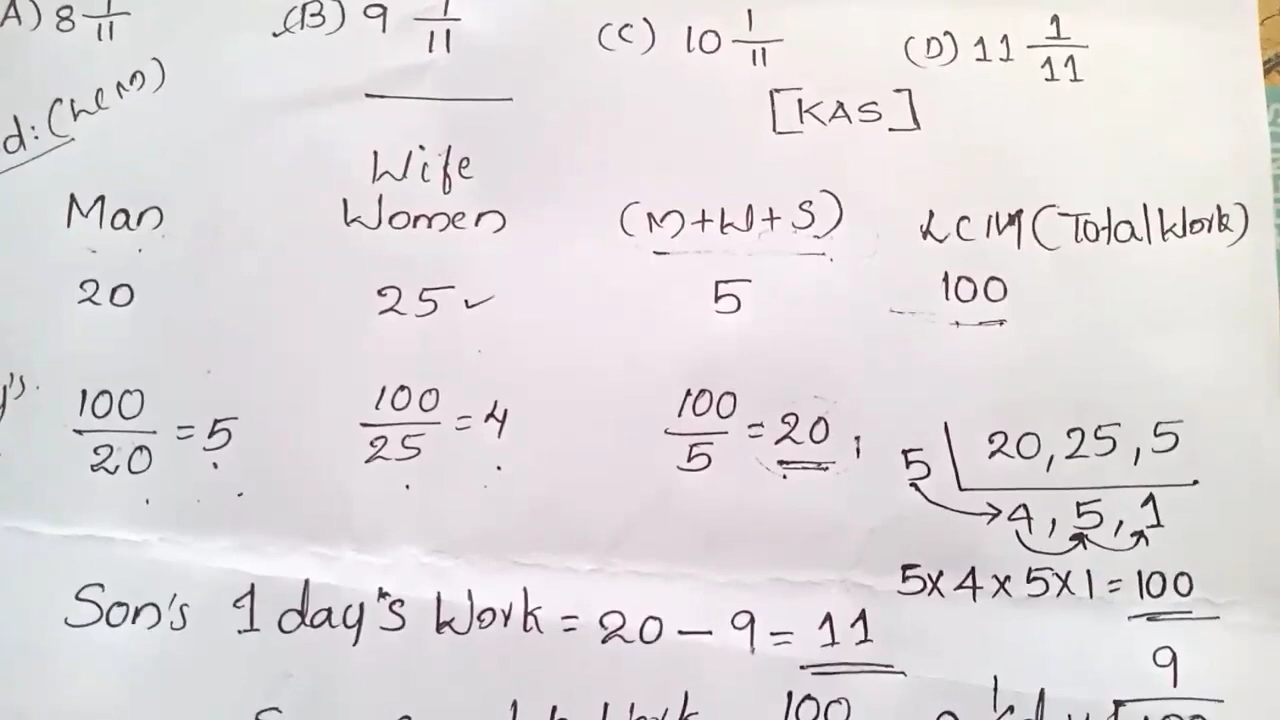 A) 8 1/11 (B) 9 1/11 (C) 10 1/11 (D) 11 1/11
[KAS]
Wife
Man Women (M+W+S) LCM (Total Work)
20 25✓ 5 100
100/20 = 5 100/25 = 4 100/5 = 20
5 | 20, 25, 5
4, 5, 1
5 x 4 x 5 x 1 = 100
Son's 1 day's Work = 20 – 9 = 11
9
100